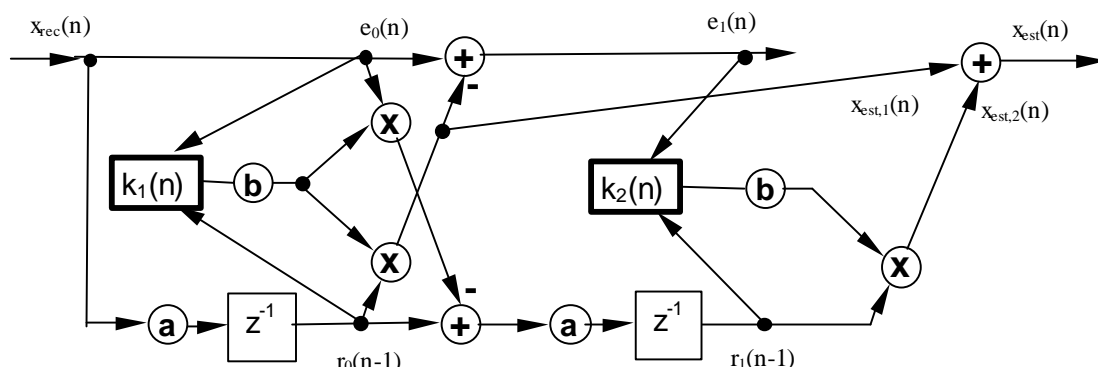 x_rec(n)
e_0(n)
e_1(n)
x_est(n)
+
+
-
x
x_est,1(n)
x_est,2(n)
k_1(n)
b
k_2(n)
b
x
x
-
a
z^-1
+
a
z^-1
r_0(n-1)
r_1(n-1)